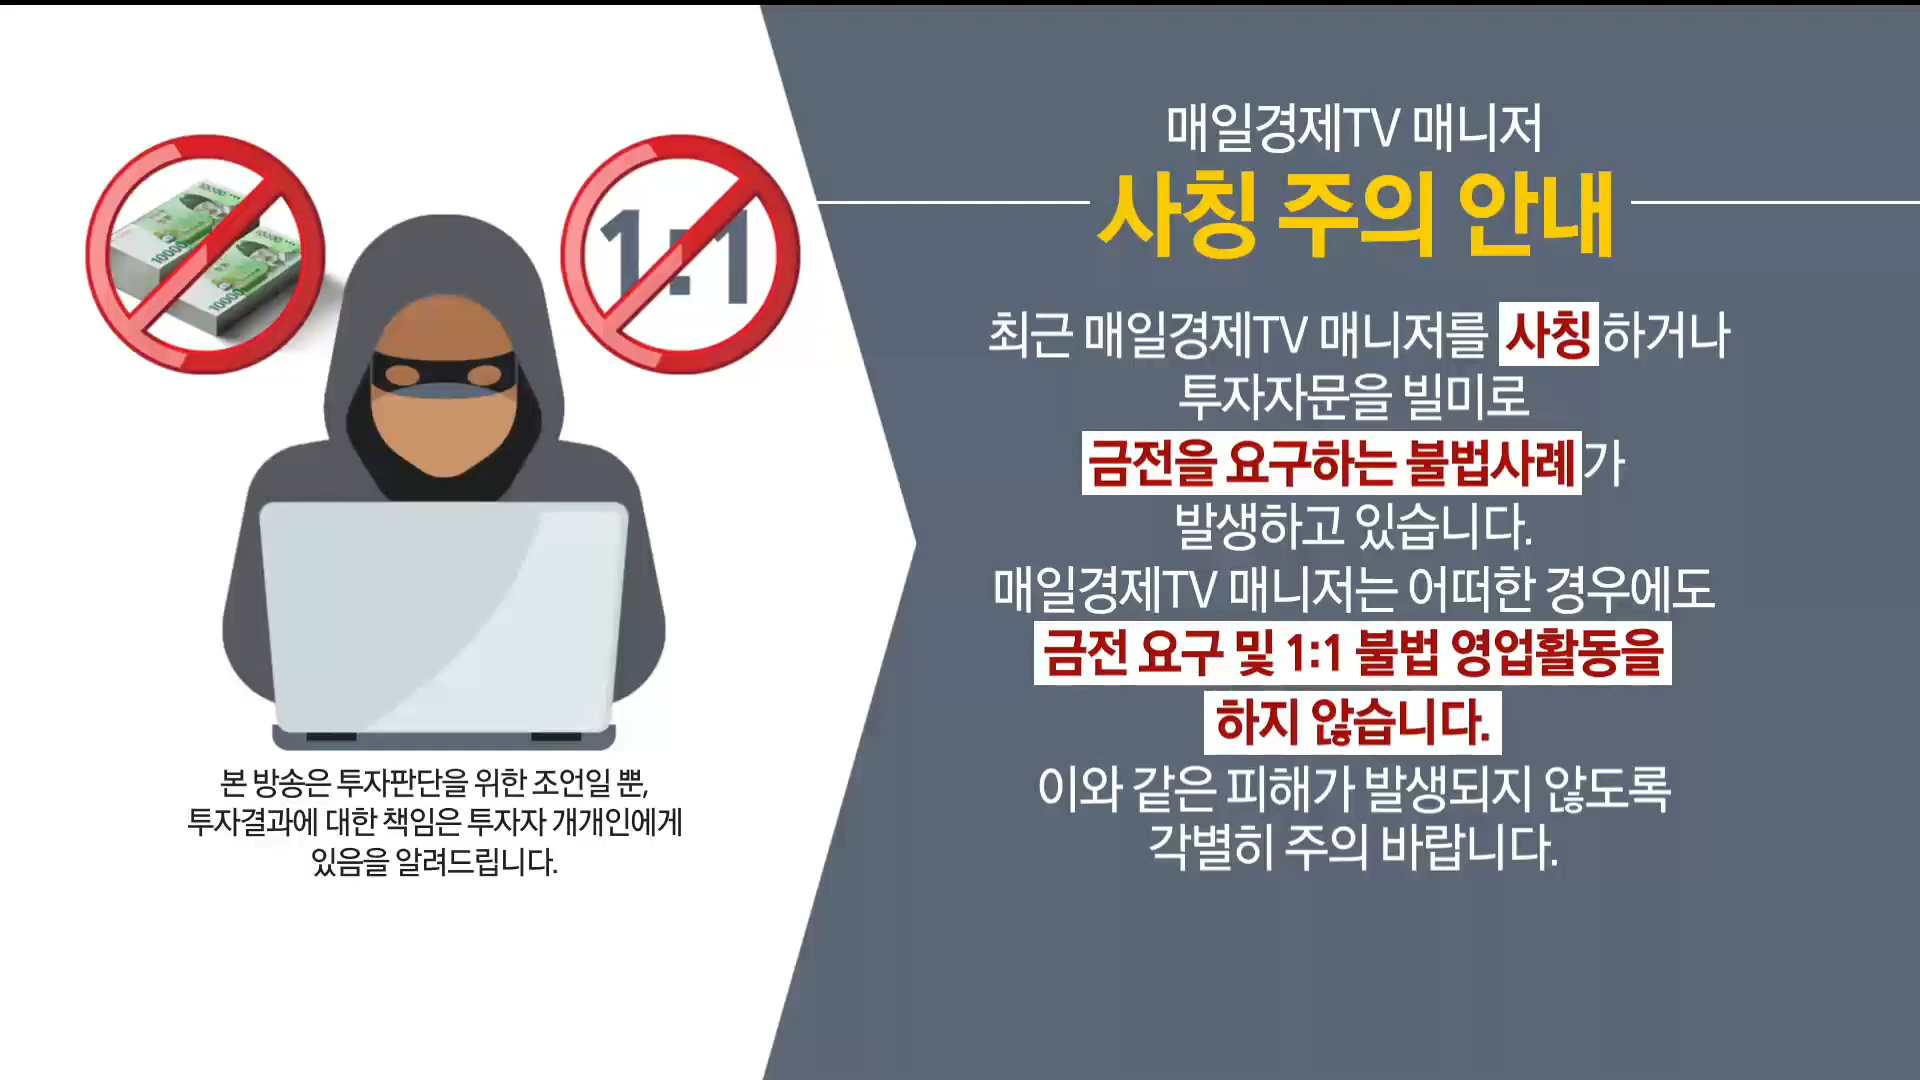 10000
10000
10000
1:1
본 방송은 투자판단을 위한 조언일 뿐,
투자결과에 대한 책임은 투자자 개개인에게
있음을 알려드립니다.
매일경제TV 매니저
사칭 주의 안내
최근 매일경제TV 매니저를 사칭하거나
투자자문을 빌미로
금전을 요구하는 불법사례가
발생하고 있습니다.
매일경제TV 매니저는 어떠한 경우에도
금전 요구 및 1:1 불법 영업활동을
하지 않습니다.
이와 같은 피해가 발생되지 않도록
각별히 주의 바랍니다.